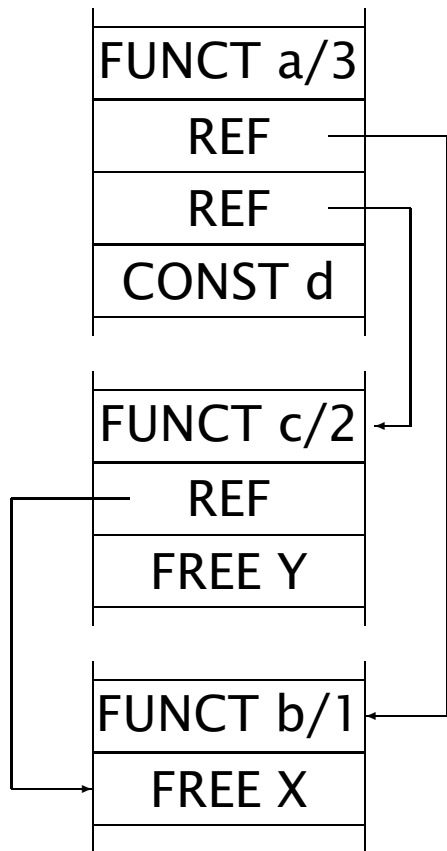 FUNCT a/3
REF
REF
CONST d
FUNCT c/2
REF
FREE Y
FUNCT b/1
FREE X